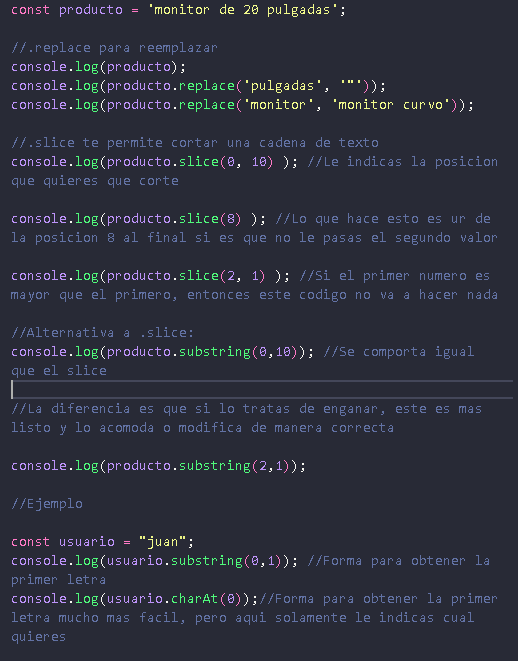 const producto = 'monitor de 20 pulgadas';
//.replace para reemplazar
console.log(producto);
console.log(producto.replace('pulgadas', '"'));
console.log(producto.replace('monitor', 'monitor curvo'));
//.slice te permite cortar una cadena de texto
console.log(producto.slice(0, 10) ); //Le indicas la posicion
que quieres que corte
console.log(producto.slice(8) ); //Lo que hace esto es ur de
la posicion 8 al final si es que no le pasas el segundo valor
console.log(producto.slice(2, 1) ); //Si el primer numero es
mayor que el primero, entonces este codigo no va a hacer nada
//Alternativa a .slice:
console.log(producto.substring(0,10)); //Se comporta igual
que el slice
//La diferencia es que si lo tratas de enganar, este es mas
listo y lo acomoda o modifica de manera correcta
console.log(producto.substring(2,1));
//Ejemplo
const usuario = "juan";
console.log(usuario.substring(0,1)); //Forma para obtener la
primer letra
console.log(usuario.charAt(0));//Forma para obtener la primer
letra mucho mas facil, pero aqui solamente le indicas cual
quieres